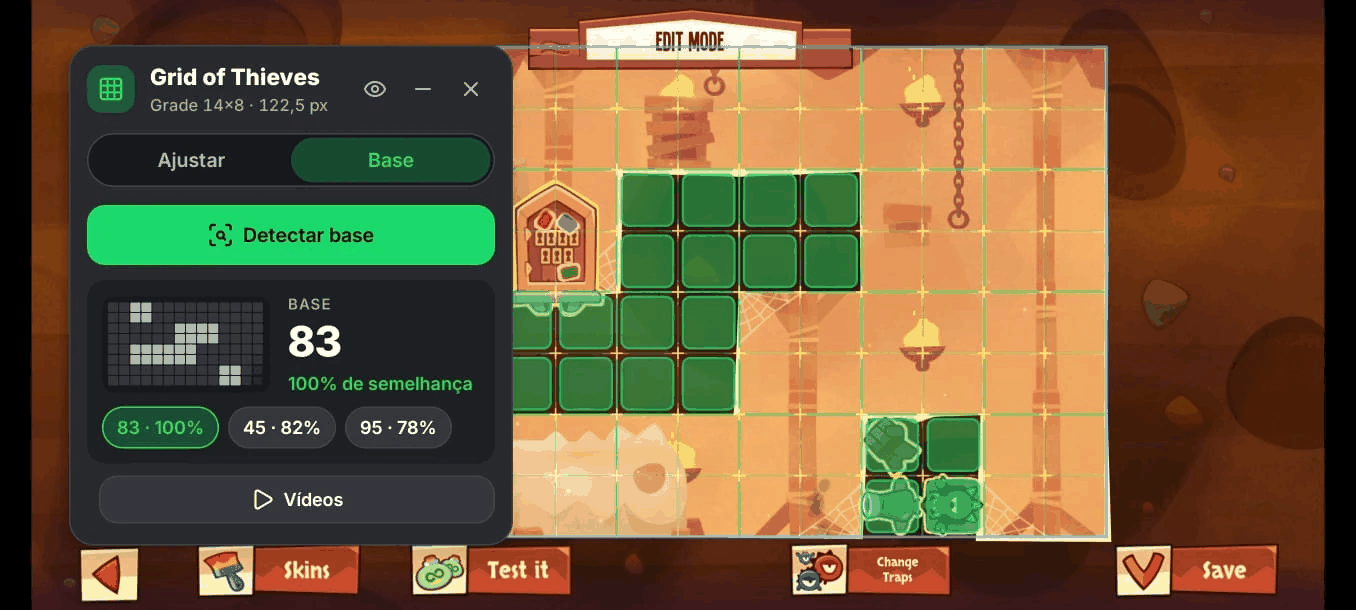 EDIT MODE
Grid of Thieves
Grade 14×8 · 122,5 px
Ajustar
Base
Detectar base
BASE
83
100% de semelhança
83 · 100%
45 · 82%
95 · 78%
Vídeos
Skins
Test it
Change
Traps
Save